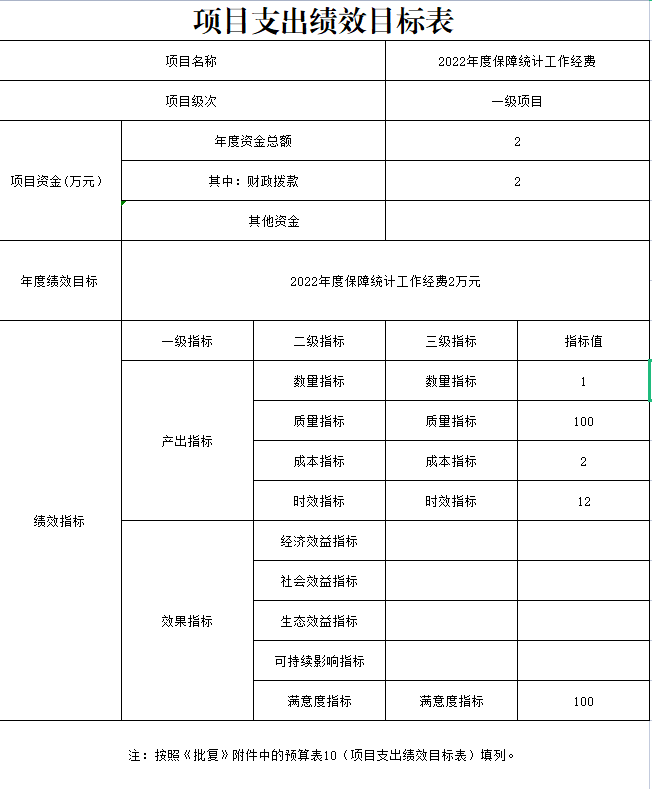 项目支出绩效目标表
项目名称 2022年度保障统计工作经费
项目级次 一级项目
项目资金(万元) 年度资金总额 2
其中：财政拨款 2
其他资金
年度绩效目标 2022年度保障统计工作经费2万元
绩效指标 一级指标 二级指标 三级指标 指标值
产出指标 数量指标 数量指标 1
质量指标 质量指标 100
成本指标 成本指标 2
时效指标 时效指标 12
效果指标 经济效益指标
社会效益指标
生态效益指标
可持续影响指标
满意度指标 满意度指标 100
注：按照《批复》附件中的预算表10（项目支出绩效目标表）填列。